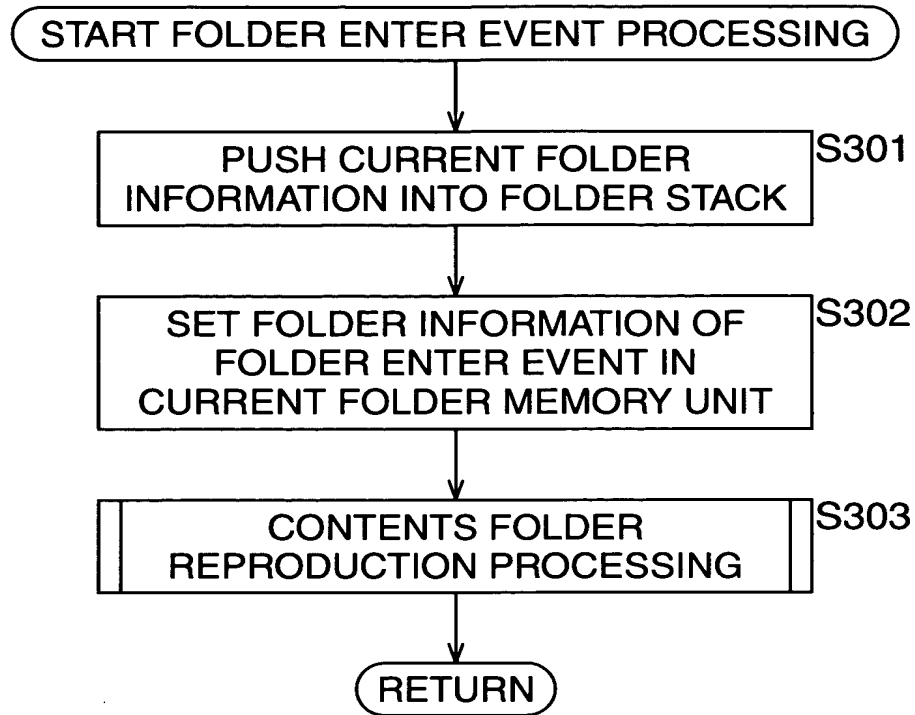 START FOLDER ENTER EVENT PROCESSING
PUSH CURRENT FOLDER
INFORMATION INTO FOLDER STACK
S301
SET FOLDER INFORMATION OF
FOLDER ENTER EVENT IN
CURRENT FOLDER MEMORY UNIT
S302
CONTENTS FOLDER
REPRODUCTION PROCESSING
S303
RETURN